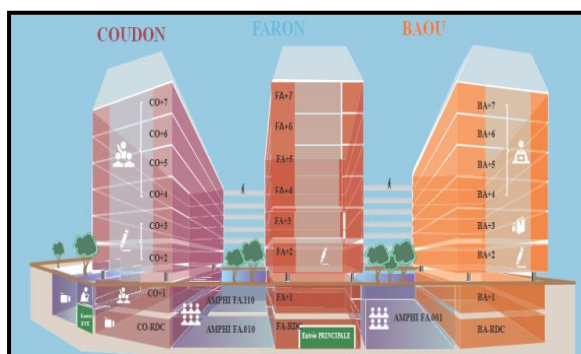 COUDON
FARON
BAOU
CO+7
CO+6
CO+5
CO+4
CO+3
CO+2
CO+1
CO-RDC
FA+7
FA+6
FA+5
FA+4
FA+3
FA+2
FA+1
FA-RDC
BA+7
BA+6
BA+5
BA+4
BA+3
BA+2
BA+1
BA-RDC
AMPHI FA.110
AMPHI FA.010
AMPHI FA.001
Entrée PRINCIPALE